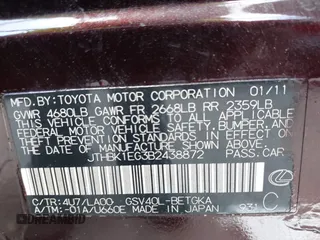 MFD.BY:TOYOTA MOTOR CORPORATION 01/11
GVWR 4680LB GAWR FR 2668LB RR 2359LB
THIS VEHICLE CONFORMS TO ALL APPLICABLE
FEDERAL MOTOR VEHICLE SAFETY, BUMPER, AND
THEFT PREVENTION STANDARDS IN EFFECT ON
THE DATE OF MANUFACTURE SHOWN ABOVE.
JTHBK1EG3B2438872 PASS.CAR
C/TR:4U7/LA00 GSV40L-BETGKA
A/TM:-01A/U660E MADE IN JAPAN 931
C